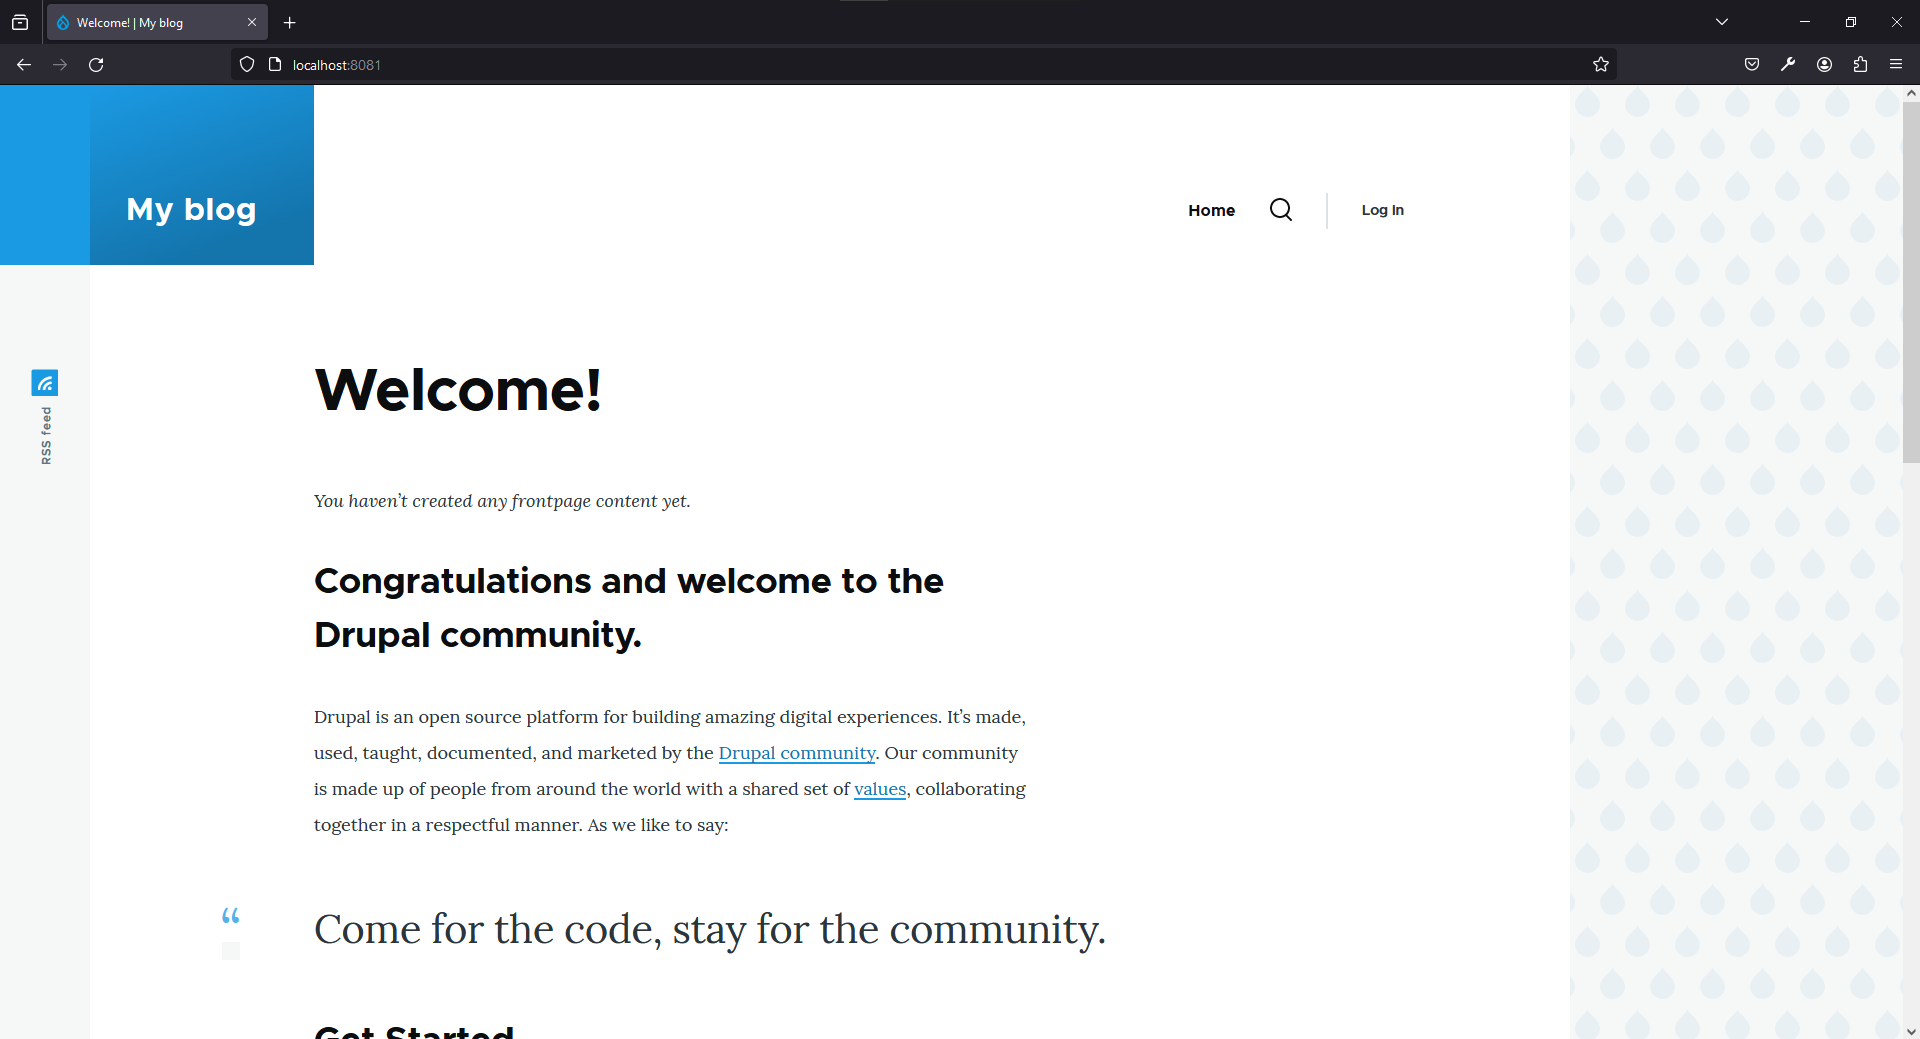 Welcome! | My blog
localhost:8081
My blog
Home
Log In
RSS feed
Welcome!
You haven’t created any frontpage content yet.
Congratulations and welcome to the
Drupal community.
Drupal is an open source platform for building amazing digital experiences. It’s made,
used, taught, documented, and marketed by the Drupal community. Our community
is made up of people from around the world with a shared set of values, collaborating
together in a respectful manner. As we like to say:
“
Come for the code, stay for the community.
Get Started